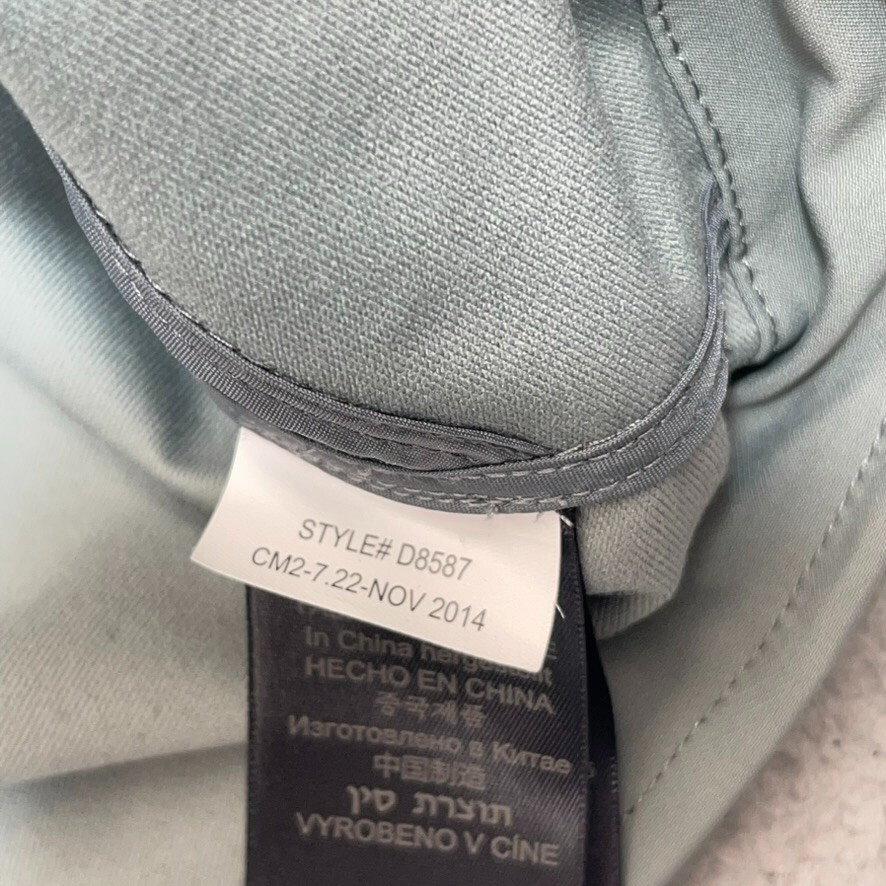 STYLE# D8587
CM2-7.22-NOV 2014
In China hergestellt
HECHO EN CHINA
중국제품
Изготовлено в Китае
中国制造
תוצרת סין
VYROBENO V CÍNE